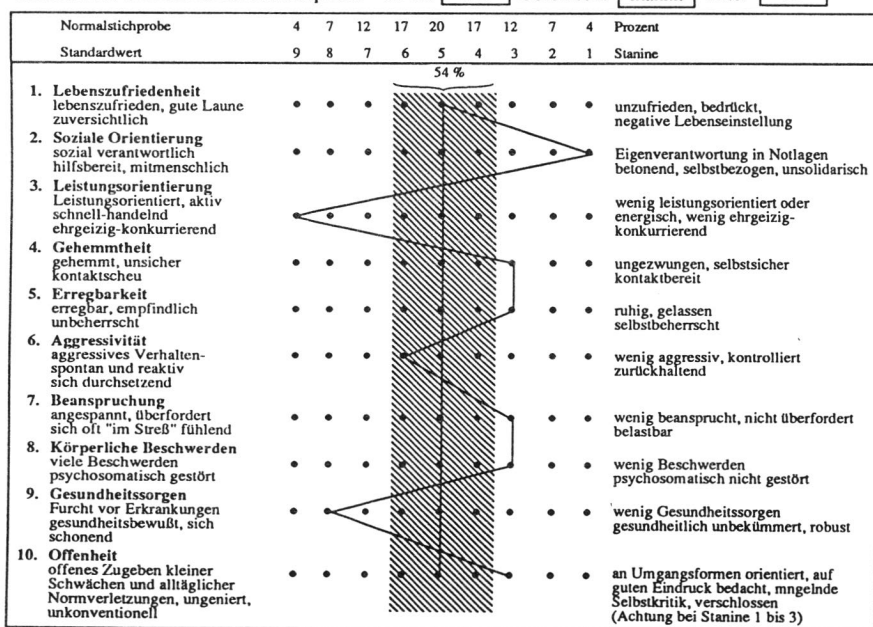 Normalstichprobe 4 7 12 17 20 17 12 7 4 Prozent
Standardwert 9 8 7 6 5 4 3 2 1 Stanine
54 %
1. Lebenszufriedenheit
lebenszufrieden, gute Laune
zuversichtlich
unzufrieden, bedrückt,
negative Lebenseinstellung
2. Soziale Orientierung
sozial verantwortlich
hilfsbereit, mitmenschlich
Eigenverantwortung in Notlagen
betonend, selbstbezogen, unsolidarisch
3. Leistungsorientierung
Leistungsorientiert, aktiv
schnell-handelnd
ehrgeizig-konkurrierend
wenig leistungsorientiert oder
energisch, wenig ehrgeizig-
konkurrierend
4. Gehemmtheit
gehemmt, unsicher
kontaktscheu
ungezwungen, selbstsicher
kontaktbereit
5. Erregbarkeit
erregbar, empfindlich
unbeherrscht
ruhig, gelassen
selbstbeherrscht
6. Aggressivität
aggressives Verhalten-
spontan und reaktiv
sich durchsetzend
wenig aggressiv, kontrolliert
zurückhaltend
7. Beanspruchung
angespannt, überfordert
sich oft "im Streß" fühlend
wenig beansprucht, nicht überfordert
belastbar
8. Körperliche Beschwerden
viele Beschwerden
psychosomatisch gestört
wenig Beschwerden
psychosomatisch nicht gestört
9. Gesundheitssorgen
Furcht vor Erkrankungen
gesundheitsbewußt, sich
schonend
wenig Gesundheitssorgen
gesundheitlich unbekümmert, robust
10. Offenheit
offenes Zugeben kleiner
Schwächen und alltäglicher
Normverletzungen, ungeniert,
unkonventionell
an Umgangsformen orientiert, auf
guten Eindruck bedacht, mngelnde
Selbstkritik, verschlossen
(Achtung bei Stanine 1 bis 3)